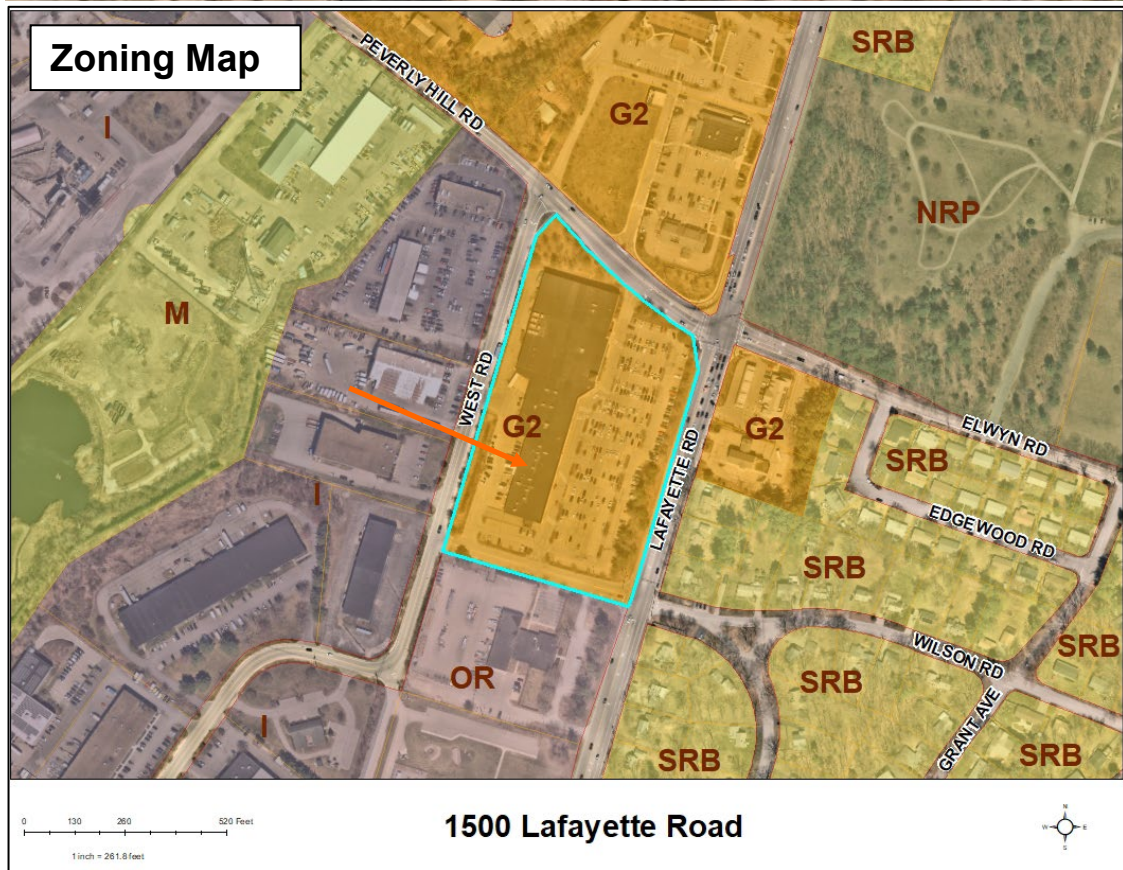 Zoning Map
SRB
PEVERLY HILL RD
I
G2
NRP
M
WEST RD
G2
G2
LAFAYETTE RD
ELWYN RD
SRB
EDGEWOOD RD
I
SRB
WILSON RD
SRB
OR
SRB
I
GRANT AVE
SRB
SRB
0 130 260 520 Feet
1 inch = 261.8 feet
1500 Lafayette Road
N
W E
S